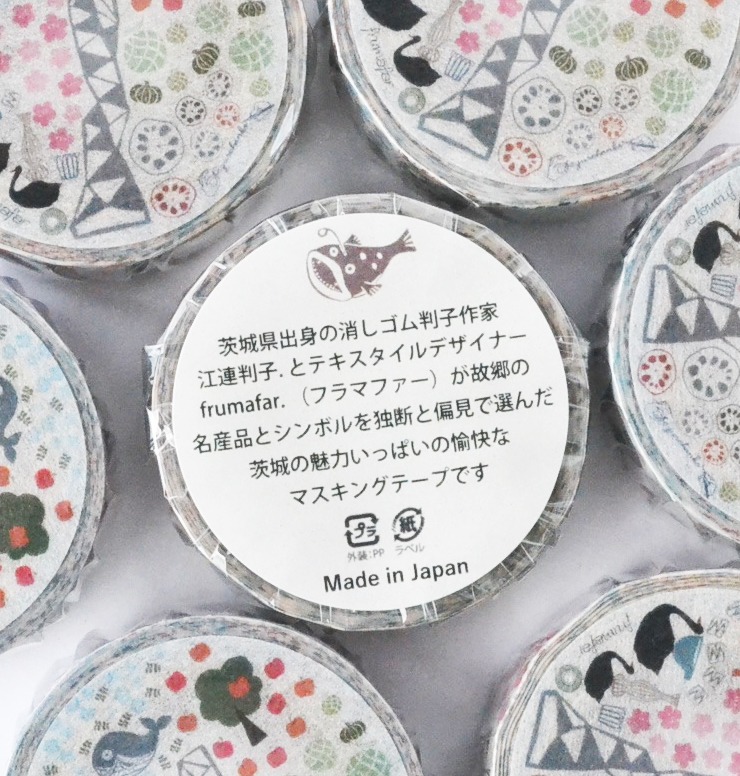 茨城県出身の消しゴム判子作家
江連判子. とテキスタイルデザイナー
frumafar. （フラマファー）が故郷の
名産品とシンボルを独断と偏見で選んだ
茨城の魅力いっぱいの愉快な
マスキングテープです
プラ 紙
外装:PP ラベル
Made in Japan
frumafar
frumafar
frumafar